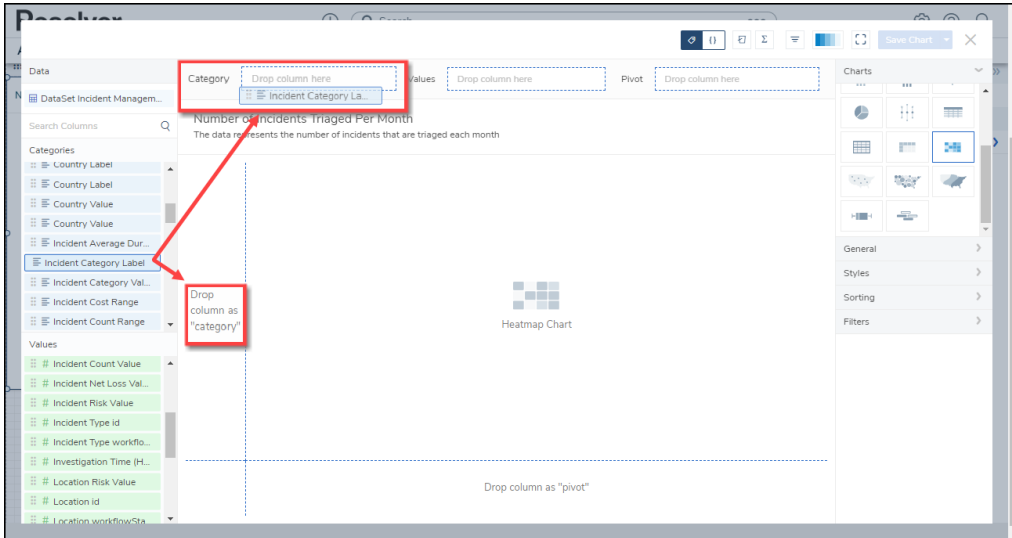 Resolver
Search
Save Chart
Data
DataSet Incident Managem...
Search Columns
Categories
Country Label
Country Label
Country Value
Country Value
Incident Average Dur...
Incident Category Label
Incident Category Val...
Incident Cost Range
Incident Count Range
Values
# Incident Count Value
# Incident Net Loss Val...
# Incident Risk Value
# Incident Type id
# Incident Type workflo...
# Investigation Time (H...
# Location Risk Value
# Location id
# Location workflowSta
Category
Drop column here
Incident Category La...
Values
Drop column here
Pivot
Drop column here
Number of Incidents Triaged Per Month
The data represents the number of incidents that are triaged each month
Drop
column as
"category"
Heatmap Chart
Drop column as "pivot"
Charts
General
Styles
Sorting
Filters